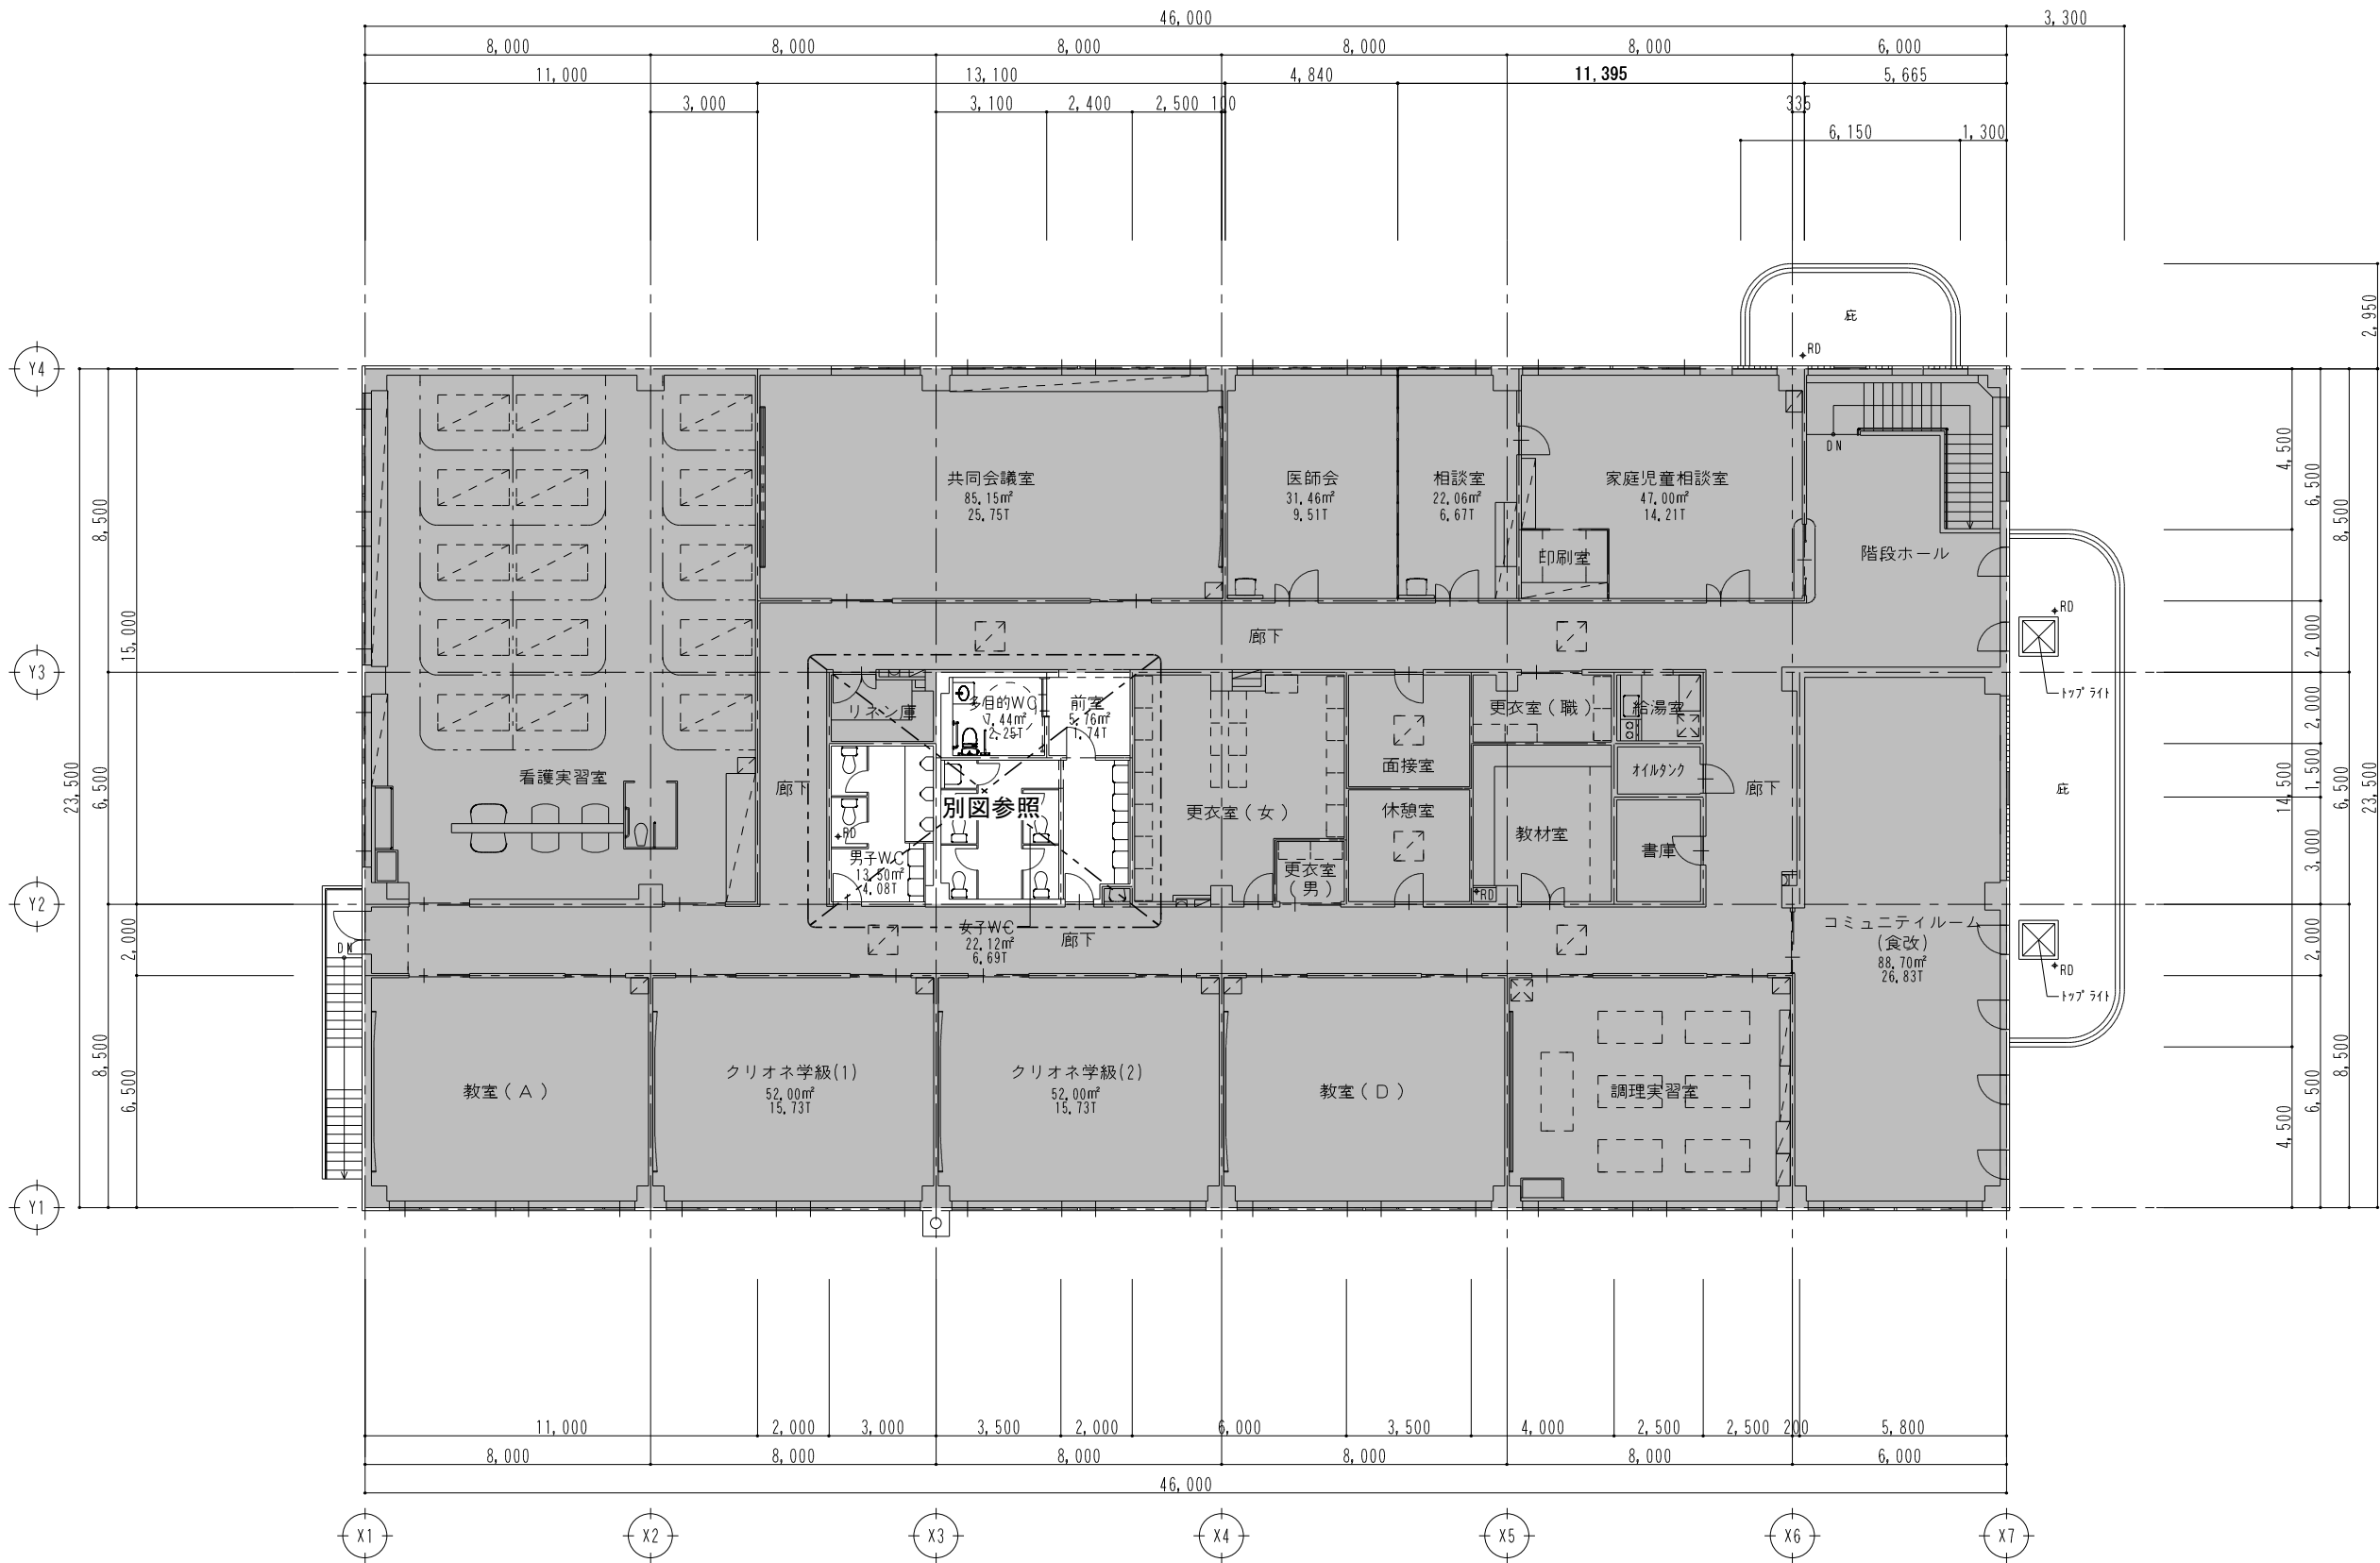 46,000
3,300
8,000
8,000
8,000
8,000
8,000
6,000
11,000
13,100
4,840
11,395
5,665
3,000
3,100
2,400
2,500
100
335
6,150
1,300
庇
RD
2,950
Y4
Y3
Y2
Y1
23,500
8,500
6,500
8,500
15,000
2,000
6,500
共同会議室
85.15㎡
25.75T
医師会
31.46㎡
9.51T
相談室
22.06㎡
6.67T
家庭児童相談室
47.00㎡
14.21T
印刷室
DN
階段ホール
廊下
看護実習室
廊下
リネン庫
多目的WC
7.44㎡
2.25T
前室
5.76㎡
1.74T
別図参照
RD
男子WC
13.50㎡
4.08T
女子WC
22.12㎡
6.69T
廊下
更衣室(女)
更衣室
(男)
面接室
休憩室
更衣室(職)
給湯室
オイルタンク
教材室
書庫
RD
廊下
コミュニティルーム
(食改)
88.70㎡
26.83T
RD
トップライト
庇
RD
トップライト
DN
教室(A)
クリオネ学級(1)
52.00㎡
15.73T
クリオネ学級(2)
52.00㎡
15.73T
教室(D)
調理実習室
4,500
14,500
4,500
6,500
2,000
2,000
1,500
3,000
2,000
6,500
8,500
6,500
8,500
23,500
11,000
2,000
3,000
3,500
2,000
6,000
3,500
4,000
2,500
2,500
200
5,800
8,000
8,000
8,000
8,000
8,000
6,000
46,000
X1
X2
X3
X4
X5
X6
X7